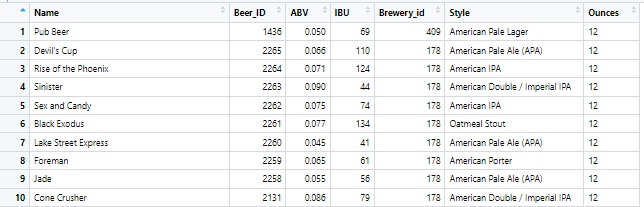 Name Beer_ID ABV IBU Brewery_id Style Ounces
1 Pub Beer 1436 0.050 69 409 American Pale Lager 12
2 Devil's Cup 2265 0.066 110 178 American Pale Ale (APA) 12
3 Rise of the Phoenix 2264 0.071 124 178 American IPA 12
4 Sinister 2263 0.090 44 178 American Double / Imperial IPA 12
5 Sex and Candy 2262 0.075 74 178 American IPA 12
6 Black Exodus 2261 0.077 134 178 Oatmeal Stout 12
7 Lake Street Express 2260 0.045 41 178 American Pale Ale (APA) 12
8 Foreman 2259 0.065 61 178 American Porter 12
9 Jade 2258 0.055 56 178 American Pale Ale (APA) 12
10 Cone Crusher 2131 0.086 79 178 American Double / Imperial IPA 12